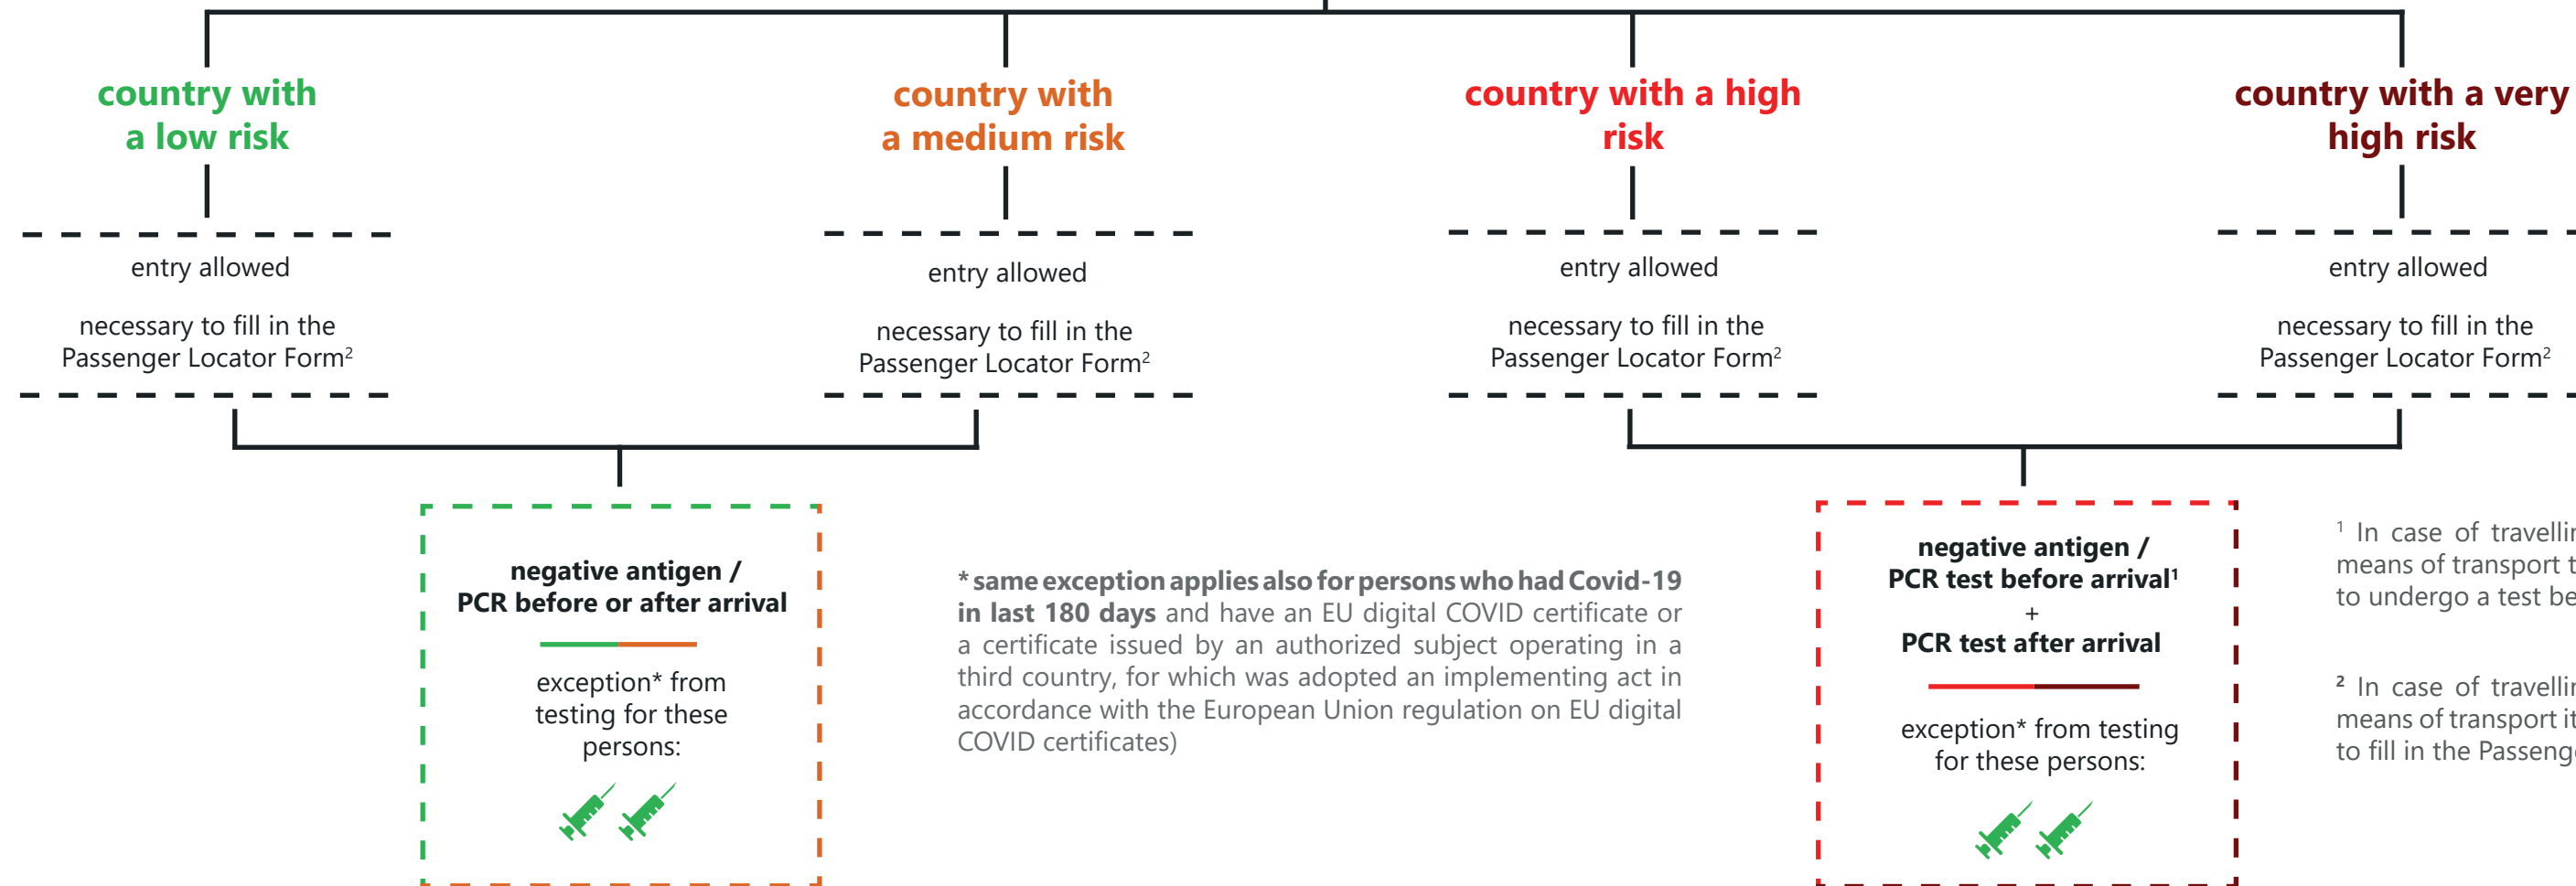 country with
a low risk
country with
a medium risk
country with a high
risk
country with a very
high risk
entry allowed
necessary to fill in the
Passenger Locator Form²
entry allowed
necessary to fill in the
Passenger Locator Form²
entry allowed
necessary to fill in the
Passenger Locator Form²
entry allowed
necessary to fill in the
Passenger Locator Form²
negative antigen /
PCR before or after arrival
exception* from
testing for these
persons:
* same exception applies also for persons who had Covid-19
in last 180 days and have an EU digital COVID certificate or
a certificate issued by an authorized subject operating in a
third country, for which was adopted an implementing act in
accordance with the European Union regulation on EU digital
COVID certificates)
negative antigen /
PCR test before arrival¹
+
PCR test after arrival
exception* from testing
for these persons:
¹ In case of
means of transport
to undergo a test
² In case of
means of transport
to fill in the